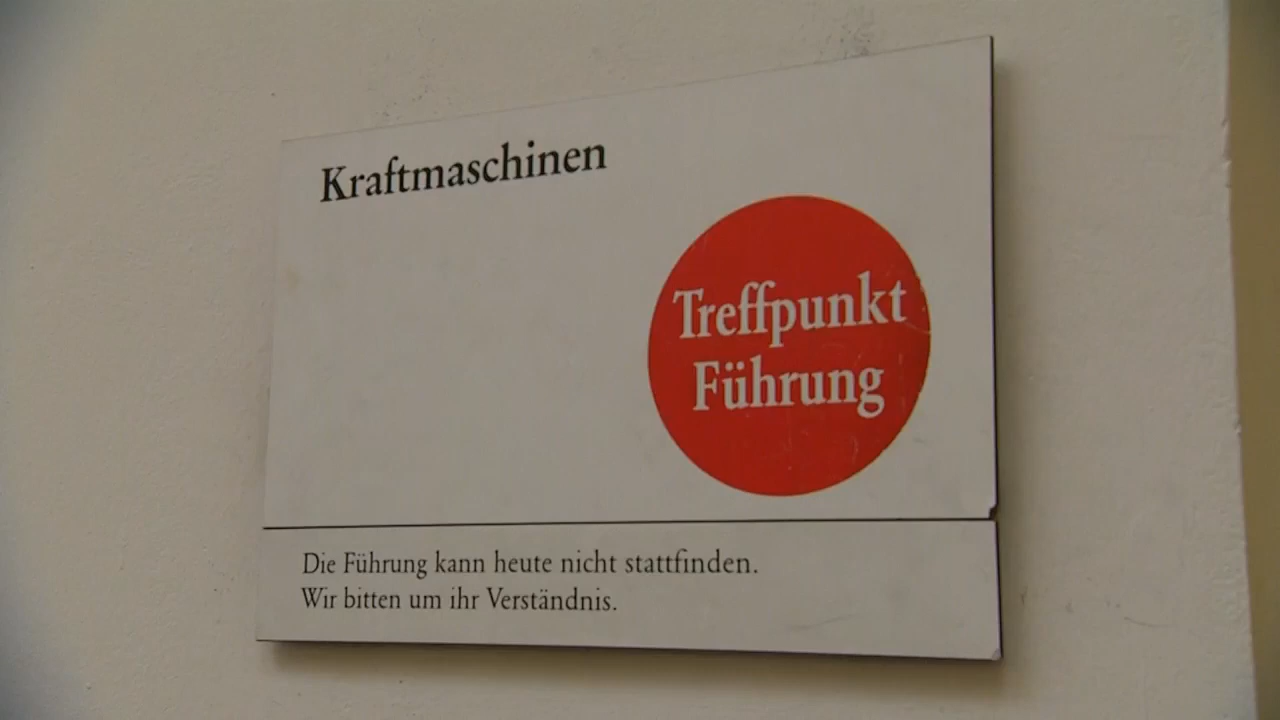 Kraftmaschinen
Treffpunkt
Führung
Die Führung kann heute nicht stattfinden.
Wir bitten um ihr Verständnis.